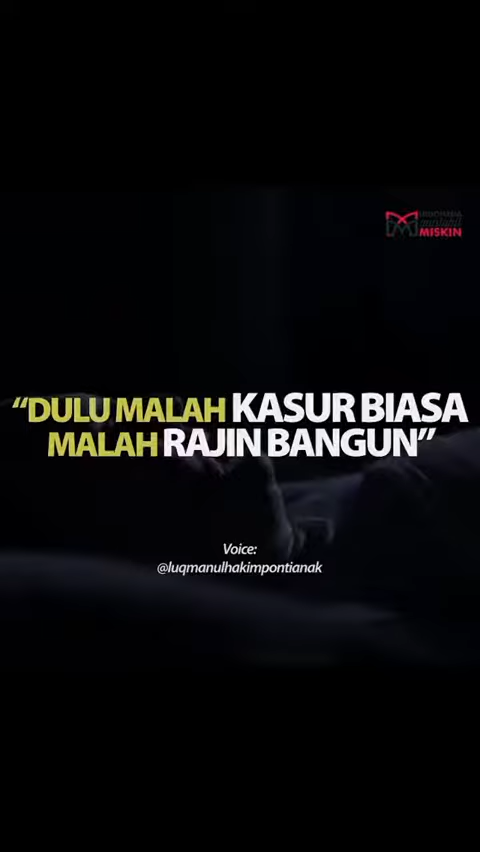 MISKIN
“DULU MALAH KASUR BIASA
MALAH RAJIN BANGUN”
Voice:
@luqmanulhakimpontianak